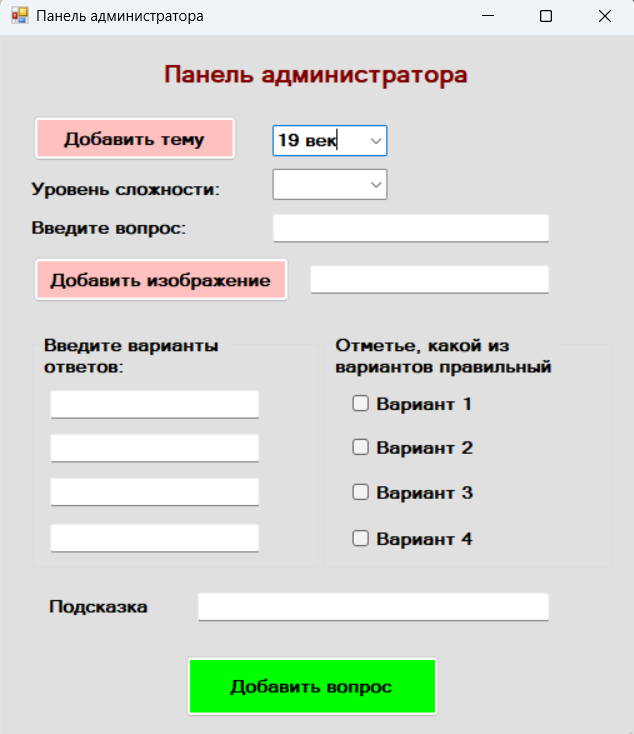 Панель администратора
Панель администратора
Добавить тему
19 век
Уровень сложности:
Введите вопрос:
Добавить изображение
Введите варианты
ответов:
Отметье, какой из
вариантов правильный
Вариант 1
Вариант 2
Вариант 3
Вариант 4
Подсказка
Добавить вопрос